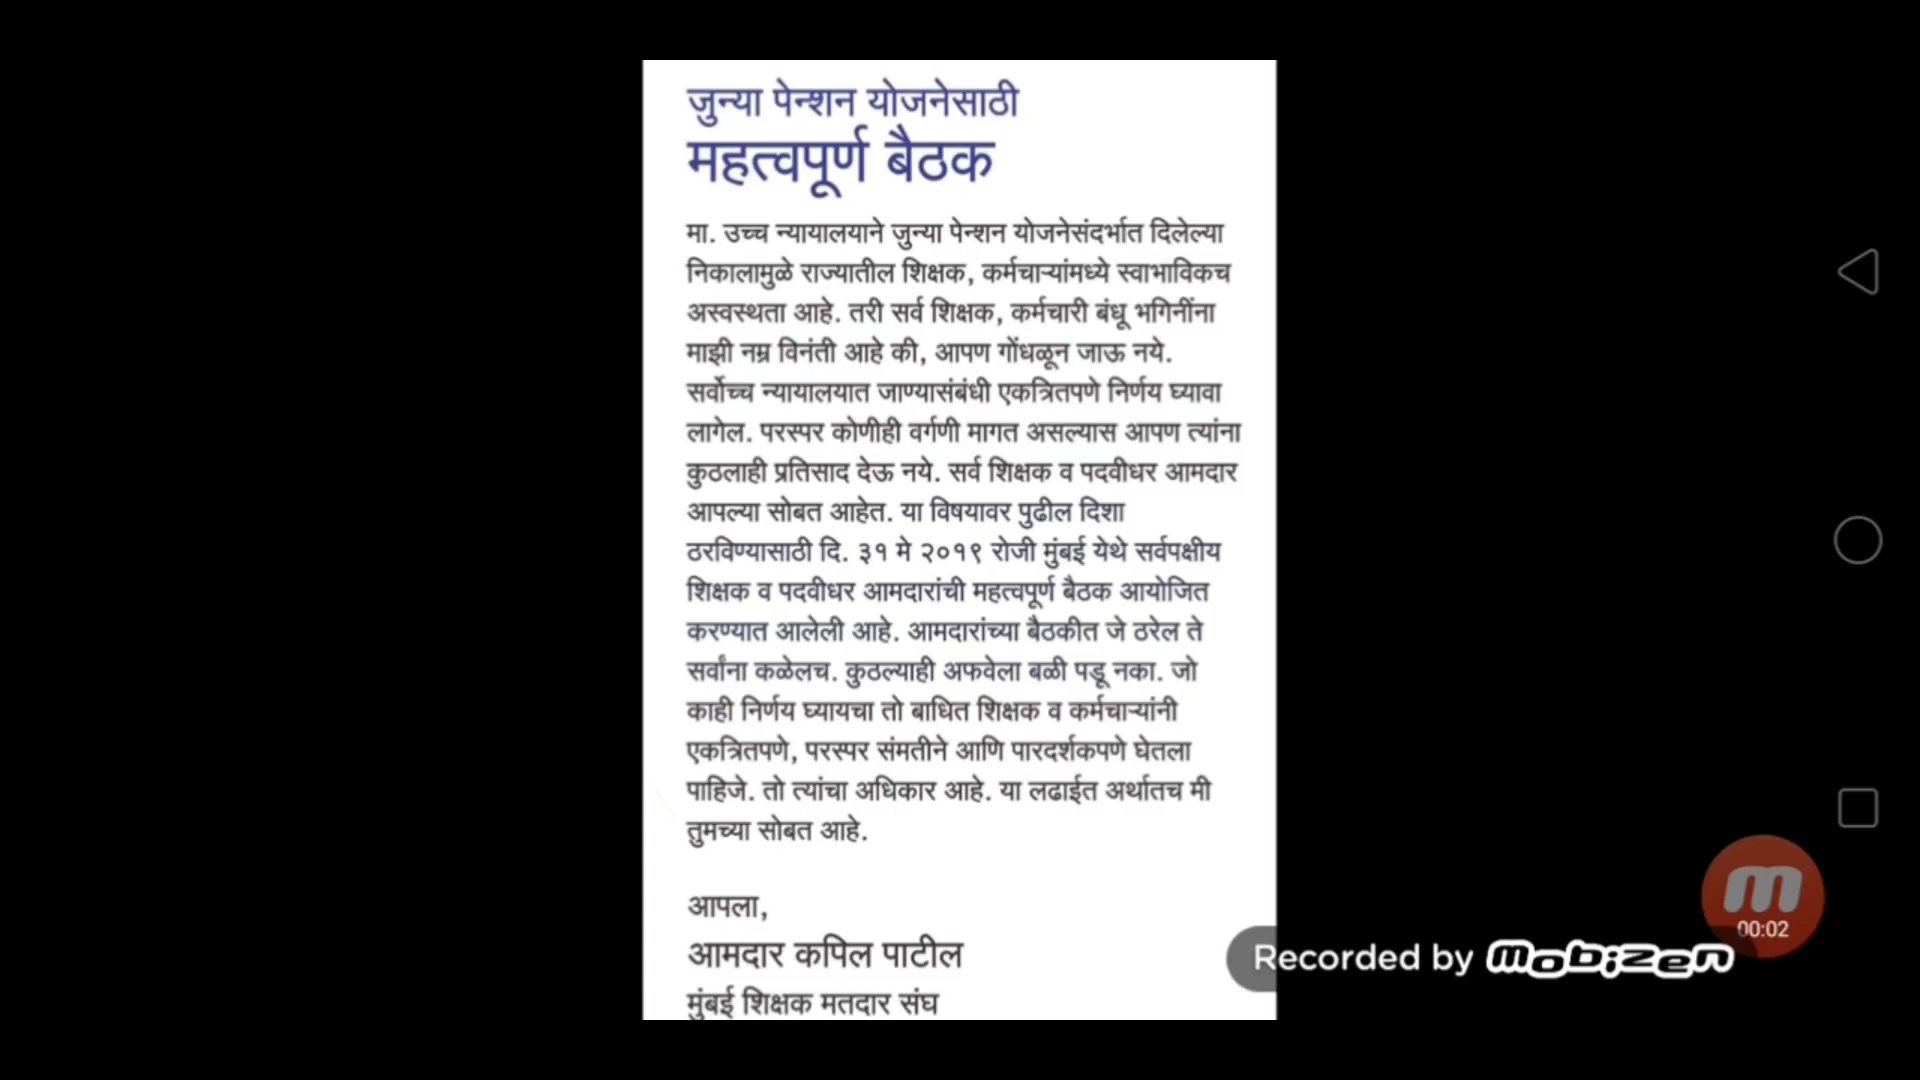 जुन्या पेन्शन योजनेसाठी
महत्वपूर्ण बैठक
मा. उच्च न्यायालयाने जुन्या पेन्शन योजनेसंदर्भात दिलेल्या
निकालामुळे राज्यातील शिक्षक, कर्मचाऱ्यांमध्ये स्वाभाविकच
अस्वस्थता आहे. तरी सर्व शिक्षक, कर्मचारी बंधू भगिनींना
माझी नम्र विनंती आहे की, आपण गोंधळून जाऊ नये.
सर्वोच्च न्यायालयात जाण्यासंबंधी एकत्रितपणे निर्णय घ्यावा
लागेल. परस्पर कोणीही वर्गणी मागत असल्यास आपण त्यांना
कुठलाही प्रतिसाद देऊ नये. सर्व शिक्षक व पदवीधर आमदार
आपल्या सोबत आहेत. या विषयावर पुढील दिशा
ठरविण्यासाठी दि. ३१ मे २०१९ रोजी मुंबई येथे सर्वपक्षीय
शिक्षक व पदवीधर आमदारांची महत्वपूर्ण बैठक आयोजित
करण्यात आलेली आहे. आमदारांच्या बैठकीत जे ठरेल ते
सर्वांना कळेलच. कुठल्याही अफवेला बळी पडू नका. जो
काही निर्णय घ्यायचा तो बाधित शिक्षक व कर्मचाऱ्यांनी
एकत्रितपणे, परस्पर संमतीने आणि पारदर्शकपणे घेतला
पाहिजे. तो त्यांचा अधिकार आहे. या लढाईत अर्थातच मी
तुमच्या सोबत आहे.
आपला,
आमदार कपिल पाटील
मुंबई शिक्षक मतदार संघ
00:02
Recorded by mobizen